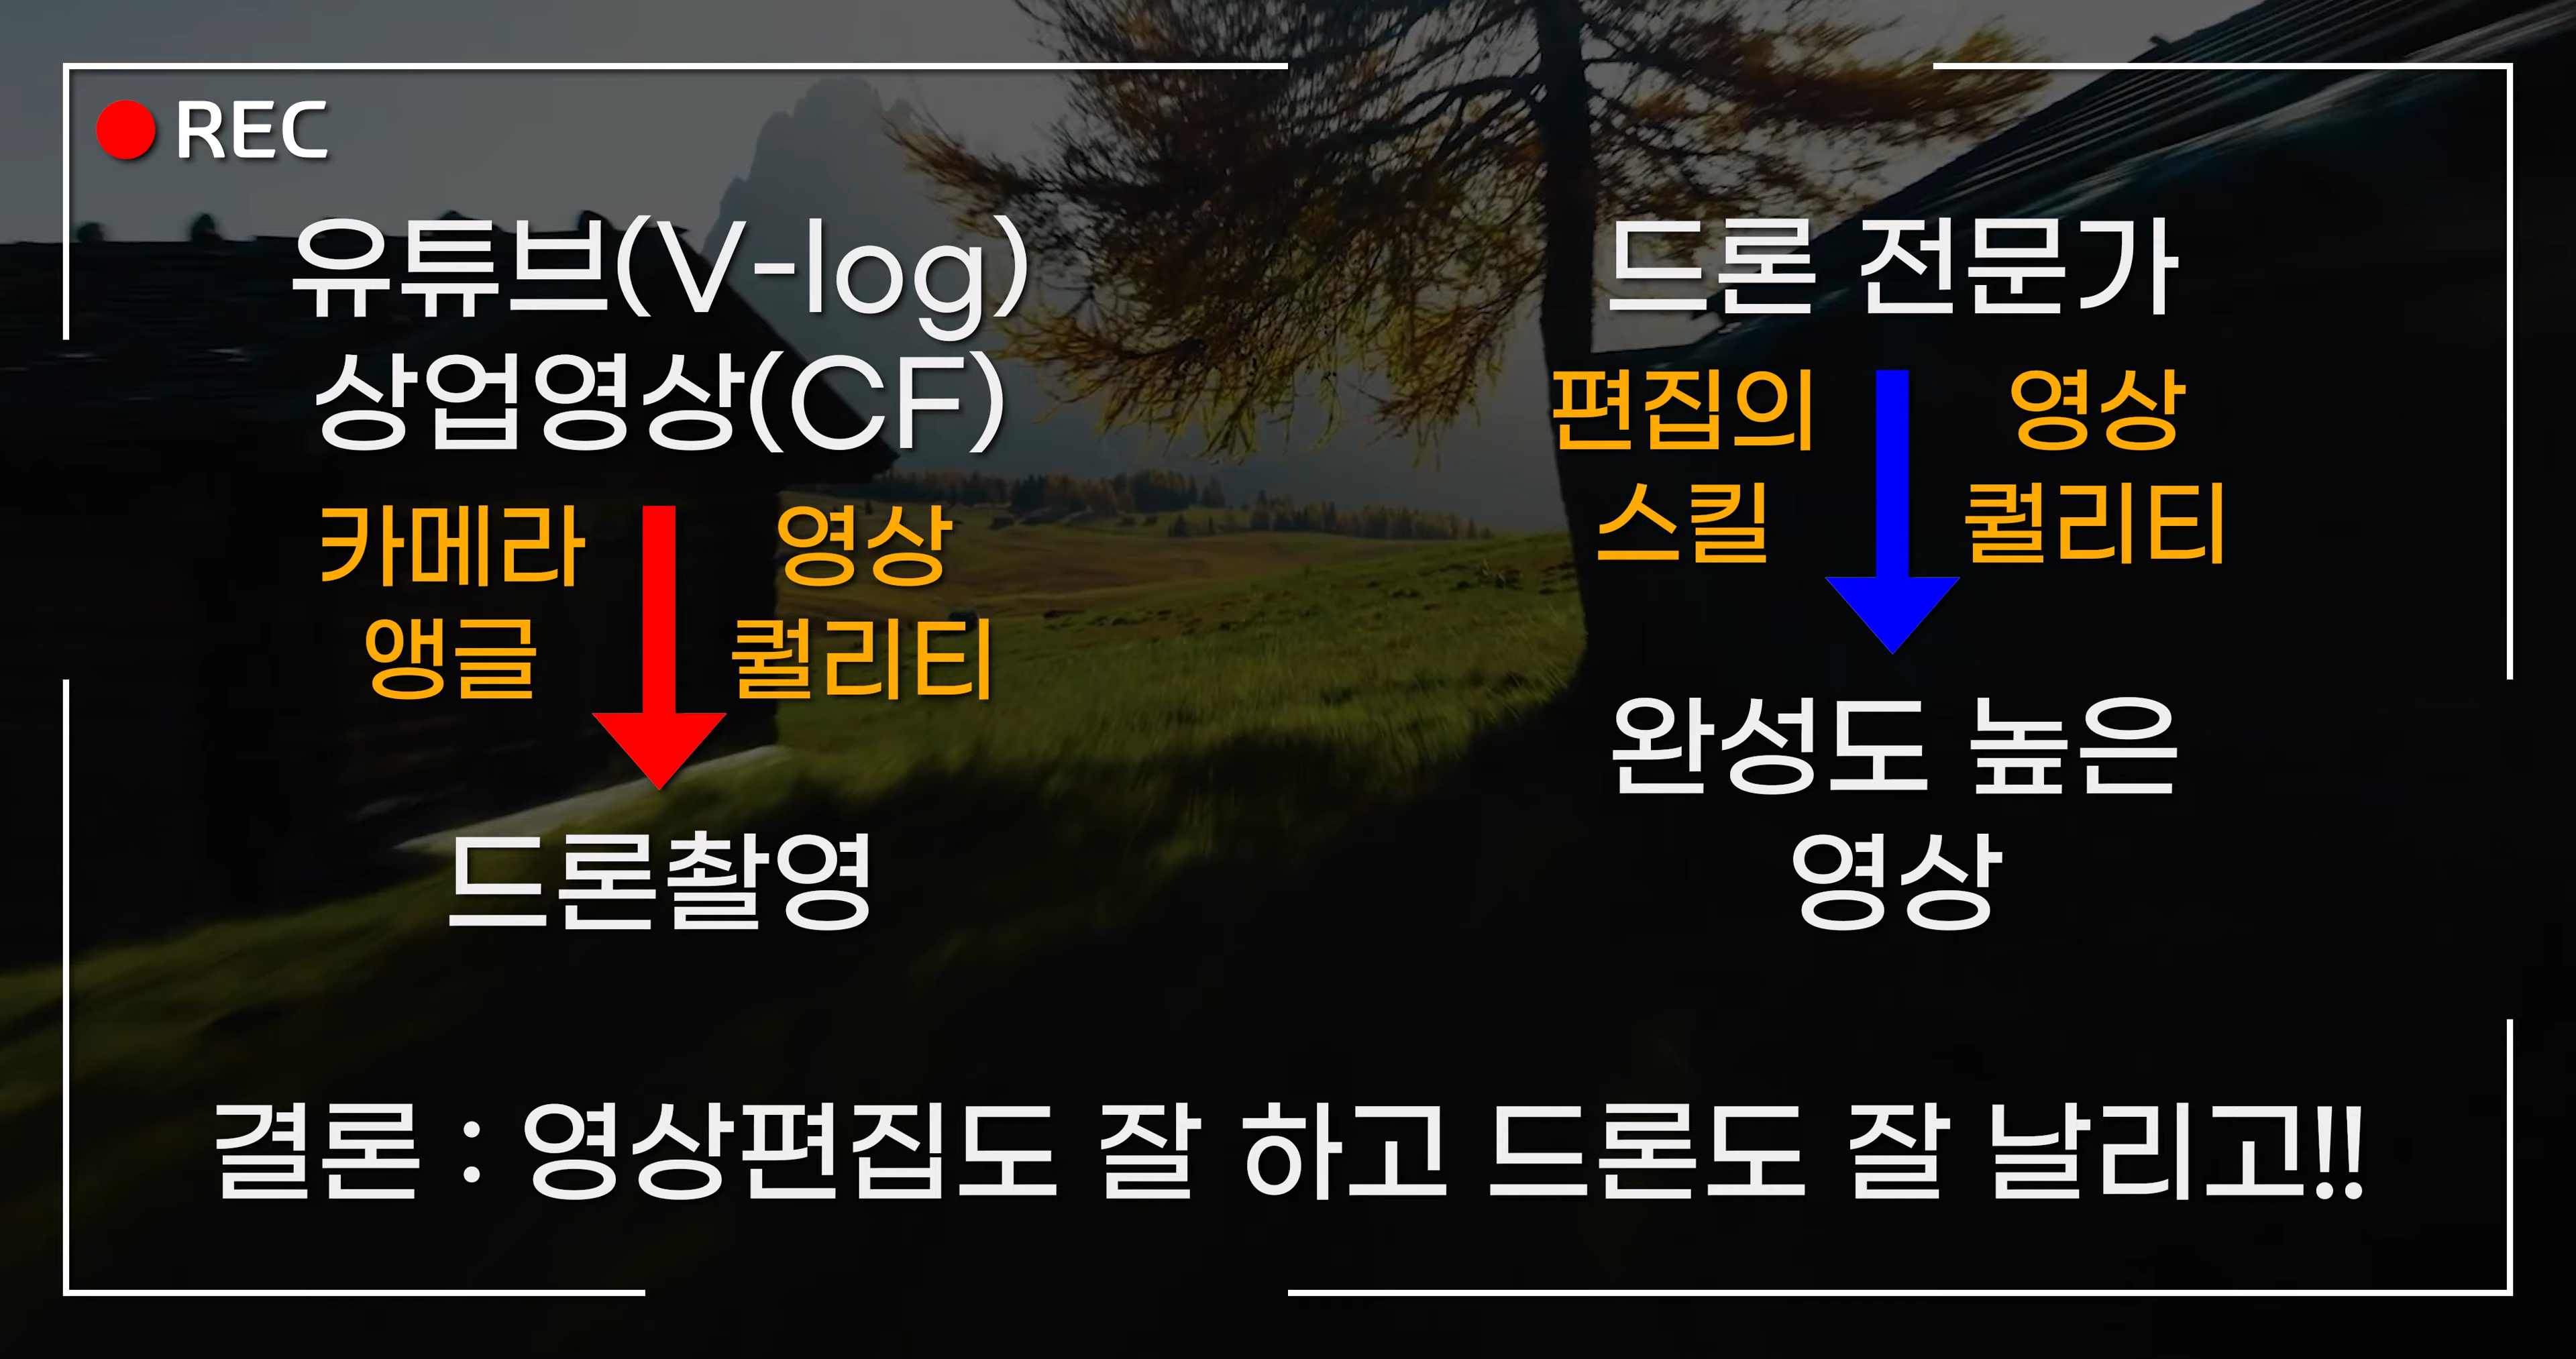 REC
유튜브(V-log)
상업영상(CF)
카메라
앵글
영상
퀄리티
드론촬영
드론 전문가
편집의
스킬
영상
퀄리티
완성도 높은
영상
결론 : 영상편집도 잘 하고 드론도 잘 날리고!!